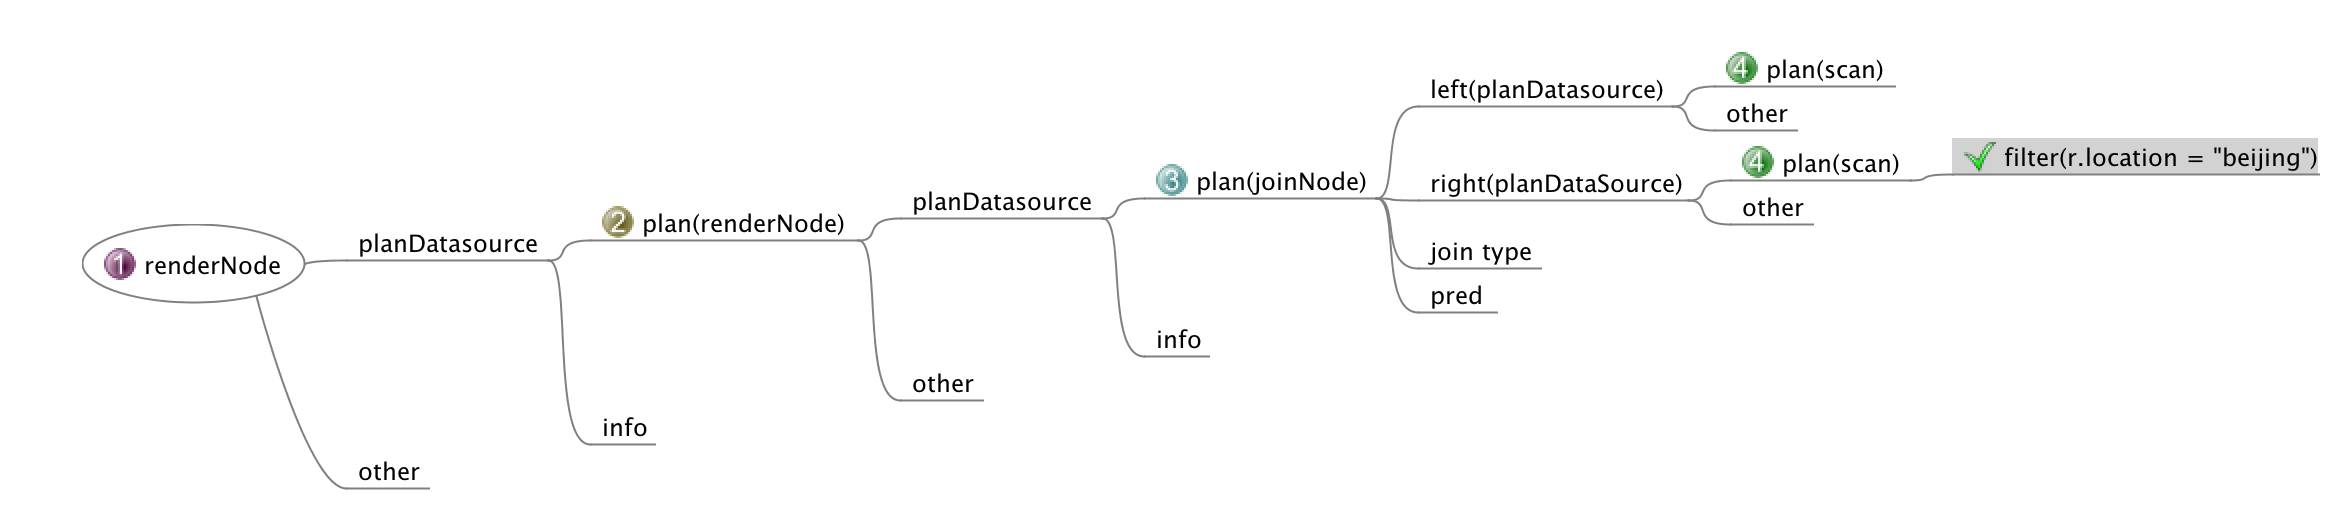 1 renderNode
planDatasource
2 plan(renderNode)
planDatasource
3 plan(joinNode)
left(planDatasource)
4 plan(scan)
other
right(planDataSource)
4 plan(scan)
filter(r.location = "beijing")
other
join type
pred
info
other
info
other